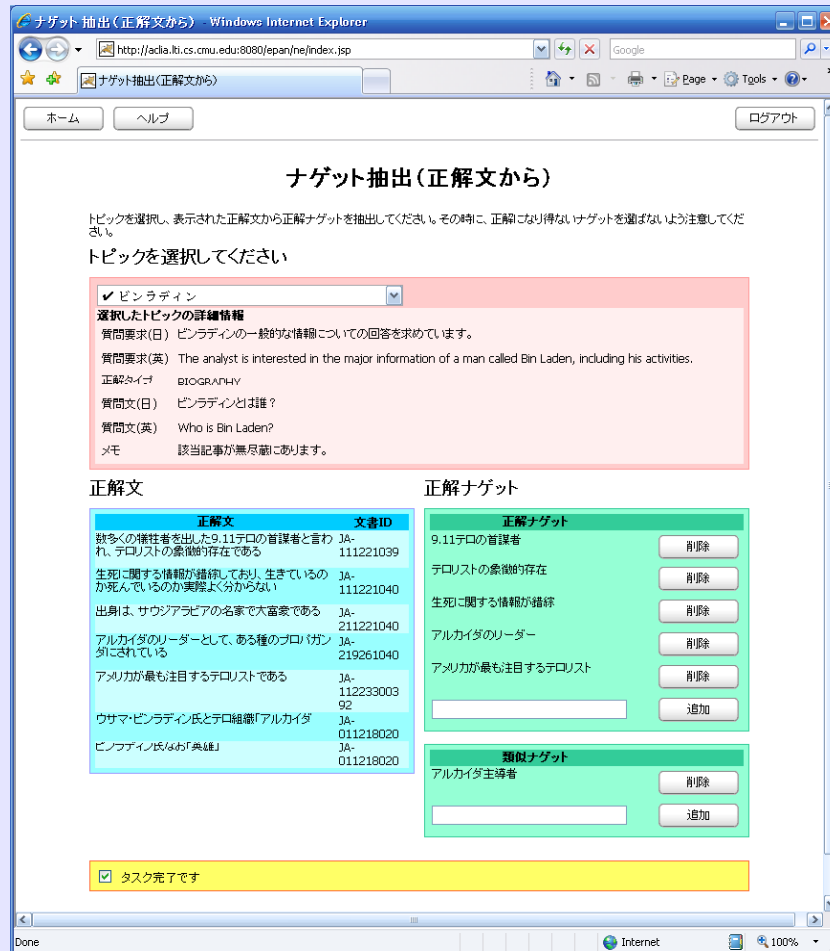 ナゲット抽出(正解文から) - Windows Internet Explorer
http://aclia.lti.cs.cmu.edu:8080/epan/ne/index.jsp
Google
ナゲット抽出(正解文から)
Page
Tools
ホーム
ヘルプ
ログアウト
ナゲット抽出(正解文から)
トピックを選択し、表示された正解文から正解ナゲットを抽出してください。その時に、正解になり得ないナゲットを選ばないよう注意してくだ
さい。
トピックを選択してください
✔ ビンラディン
選択したトピックの詳細情報
質問要求(日) ビンラディンの一般的な情報についての回答を求めています。
質問要求(英) The analyst is interested in the major information of a man called Bin Laden, including his activities.
正解タイプ BIOGRAPHY
質問文(日) ビンラディンとは誰?
質問文(英) Who is Bin Laden?
メモ 該当記事が無尽蔵にあります。
正解文
正解文 文書ID
数多くの犠牲者を出した9.11テロの首謀者と言わ JA-
れ、テロリストの象徴的存在である 111221039
生死に関する情報が錯綜しており、生きているの JA-
か死んでいるのか実際よく分からない 111221040
出身は、サウジアラビアの名家で大富豪である JA-
211221040
アルカイダのリーダーとして、ある種のプロパガン JA-
ダにされている 219261040
アメリカが最も注目するテロリストである JA-
112233003
92
ウサマ・ビンラディン氏とテロ組織「アルカイダ JA-
011218020
ビンラディン氏なお「英雄」 JA-
011218020
正解ナゲット
正解ナゲット
9.11テロの首謀者 削除
テロリストの象徴的存在 削除
生死に関する情報が錯綜 削除
アルカイダのリーダー 削除
アメリカが最も注目するテロリスト 削除
追加
類似ナゲット
アルカイダ主導者 削除
追加
タスク完了です
Done
Internet
100%